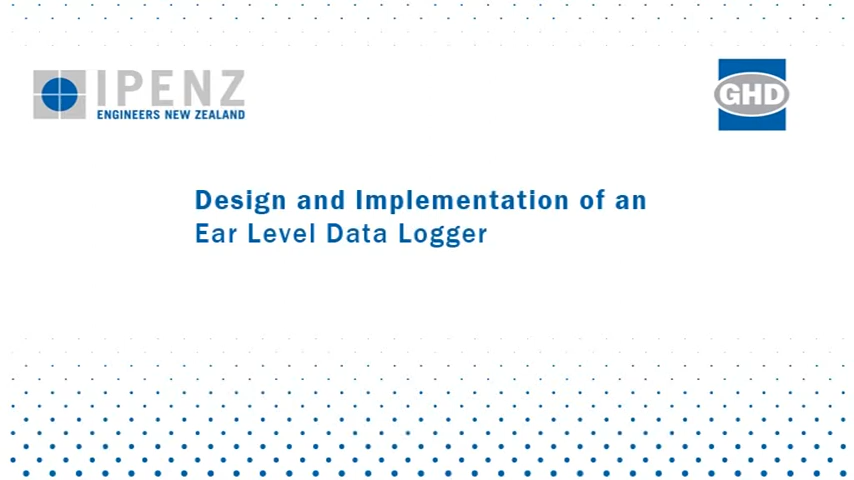 IPENZ
ENGINEERS NEW ZEALAND
GHD
Design and Implementation of an
Ear Level Data Logger